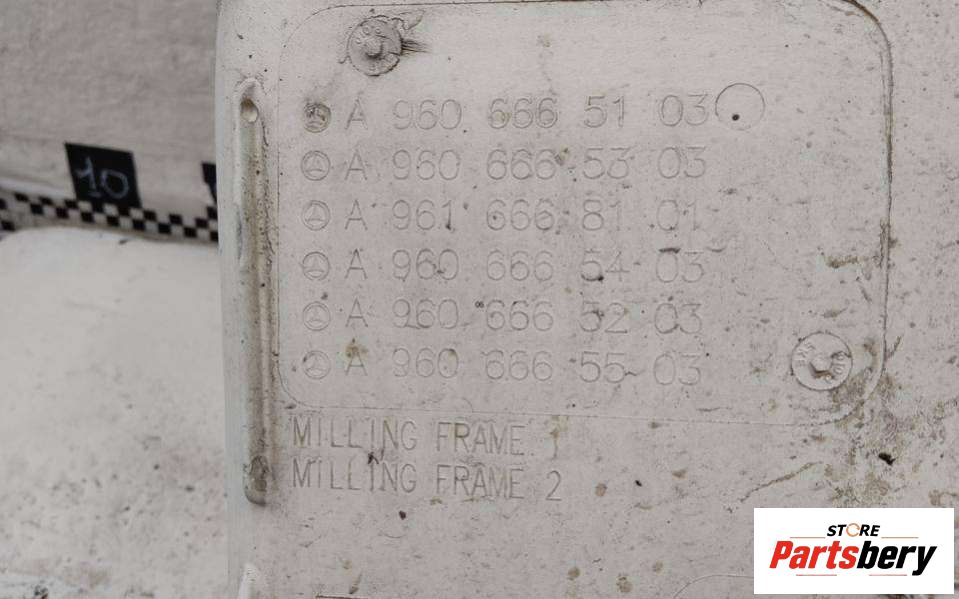 10
A 960 666 51 03
A 960 666 53 03
A 961 666 81 01
A 960 666 54 03
A 960 666 52 03
A 960 666 55 03
MILLING FRAME 1
MILLING FRAME 2
STORE
Partsbery